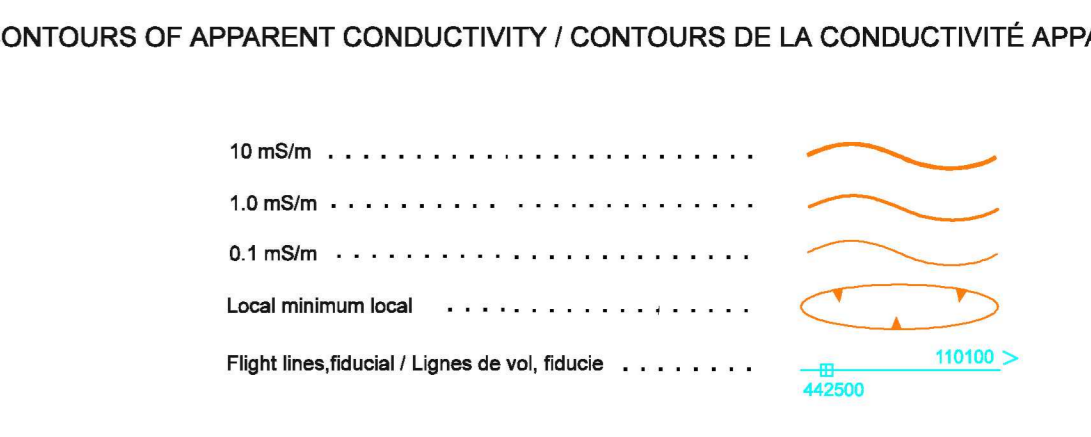 ONTOURS OF APPARENT CONDUCTIVITY / CONTOURS DE LA CONDUCTIVITÉ APPA
10 mS/m
1.0 mS/m
0.1 mS/m
Local minimum local
Flight lines,fiducial / Lignes de vol, fiducie
110100 >
442500